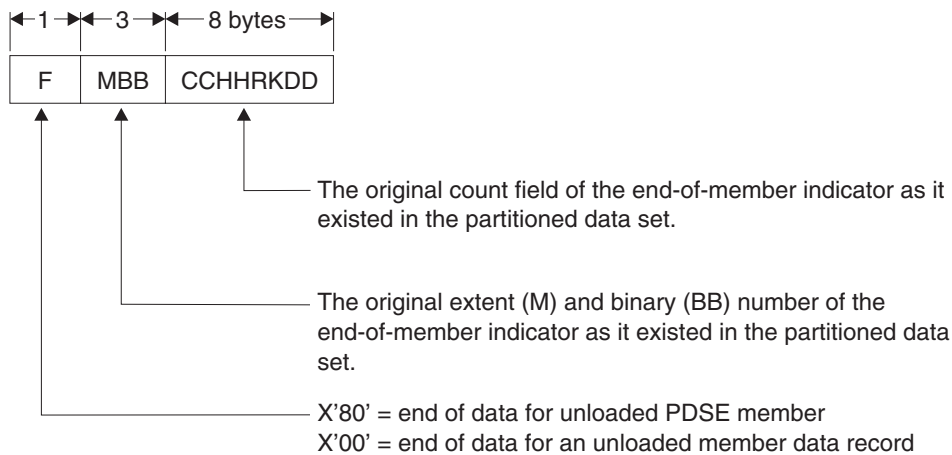 1 3 8 bytes
F MBB CCHHRKDD
The original count field of the end-of-member indicator as it
existed in the partitioned data set.
The original extent (M) and binary (BB) number of the
end-of-member indicator as it existed in the partitioned data
set.
X’80’ = end of data for unloaded PDSE member
X’00’ = end of data for an unloaded member data record